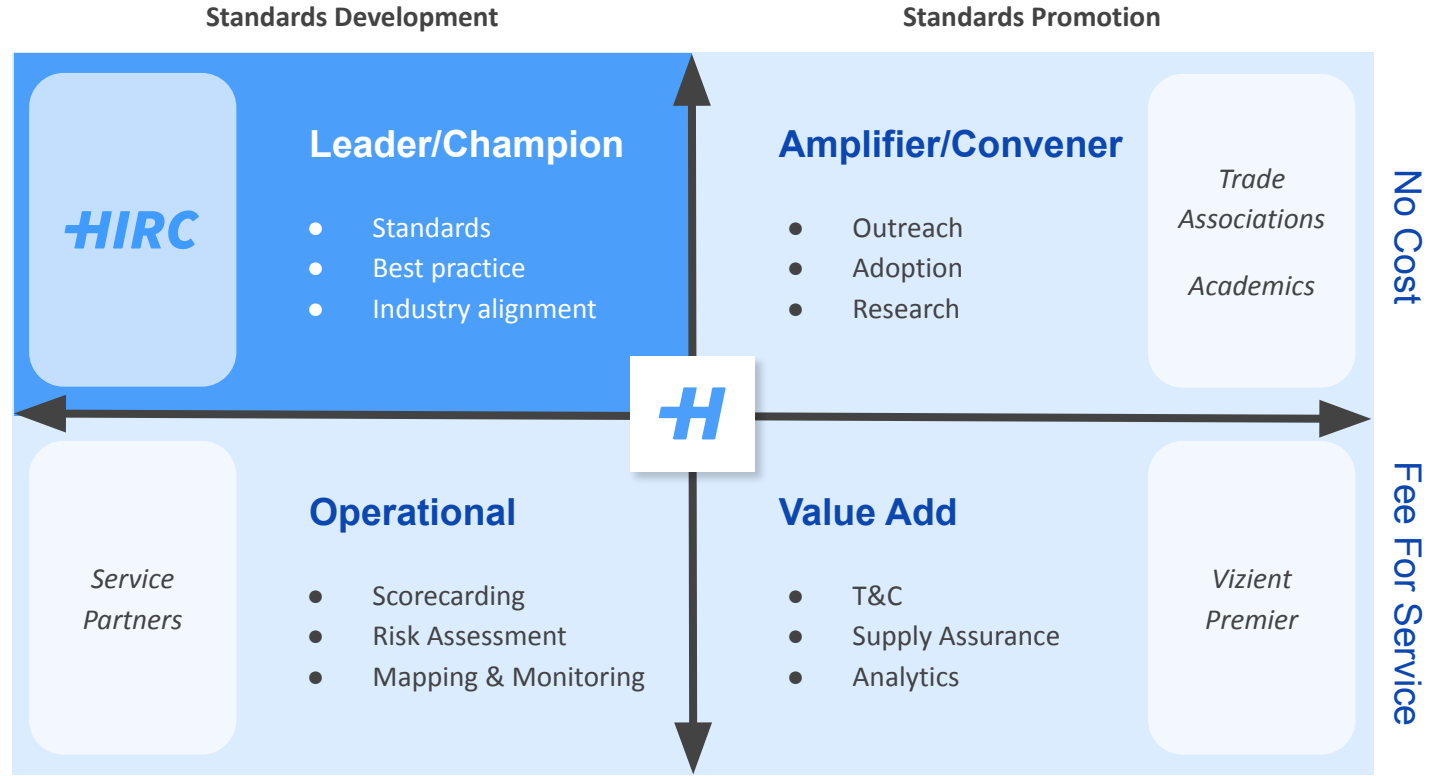 Standards Development
Standards Promotion
HIRC
Leader/Champion
● Standards
● Best practice
● Industry alignment
Amplifier/Convener
● Outreach
● Adoption
● Research
Trade
Associations
Academics
No Cost
H
Service
Partners
Operational
● Scorecarding
● Risk Assessment
● Mapping & Monitoring
Value Add
● T&C
● Supply Assurance
● Analytics
Vizient
Premier
Fee For Service